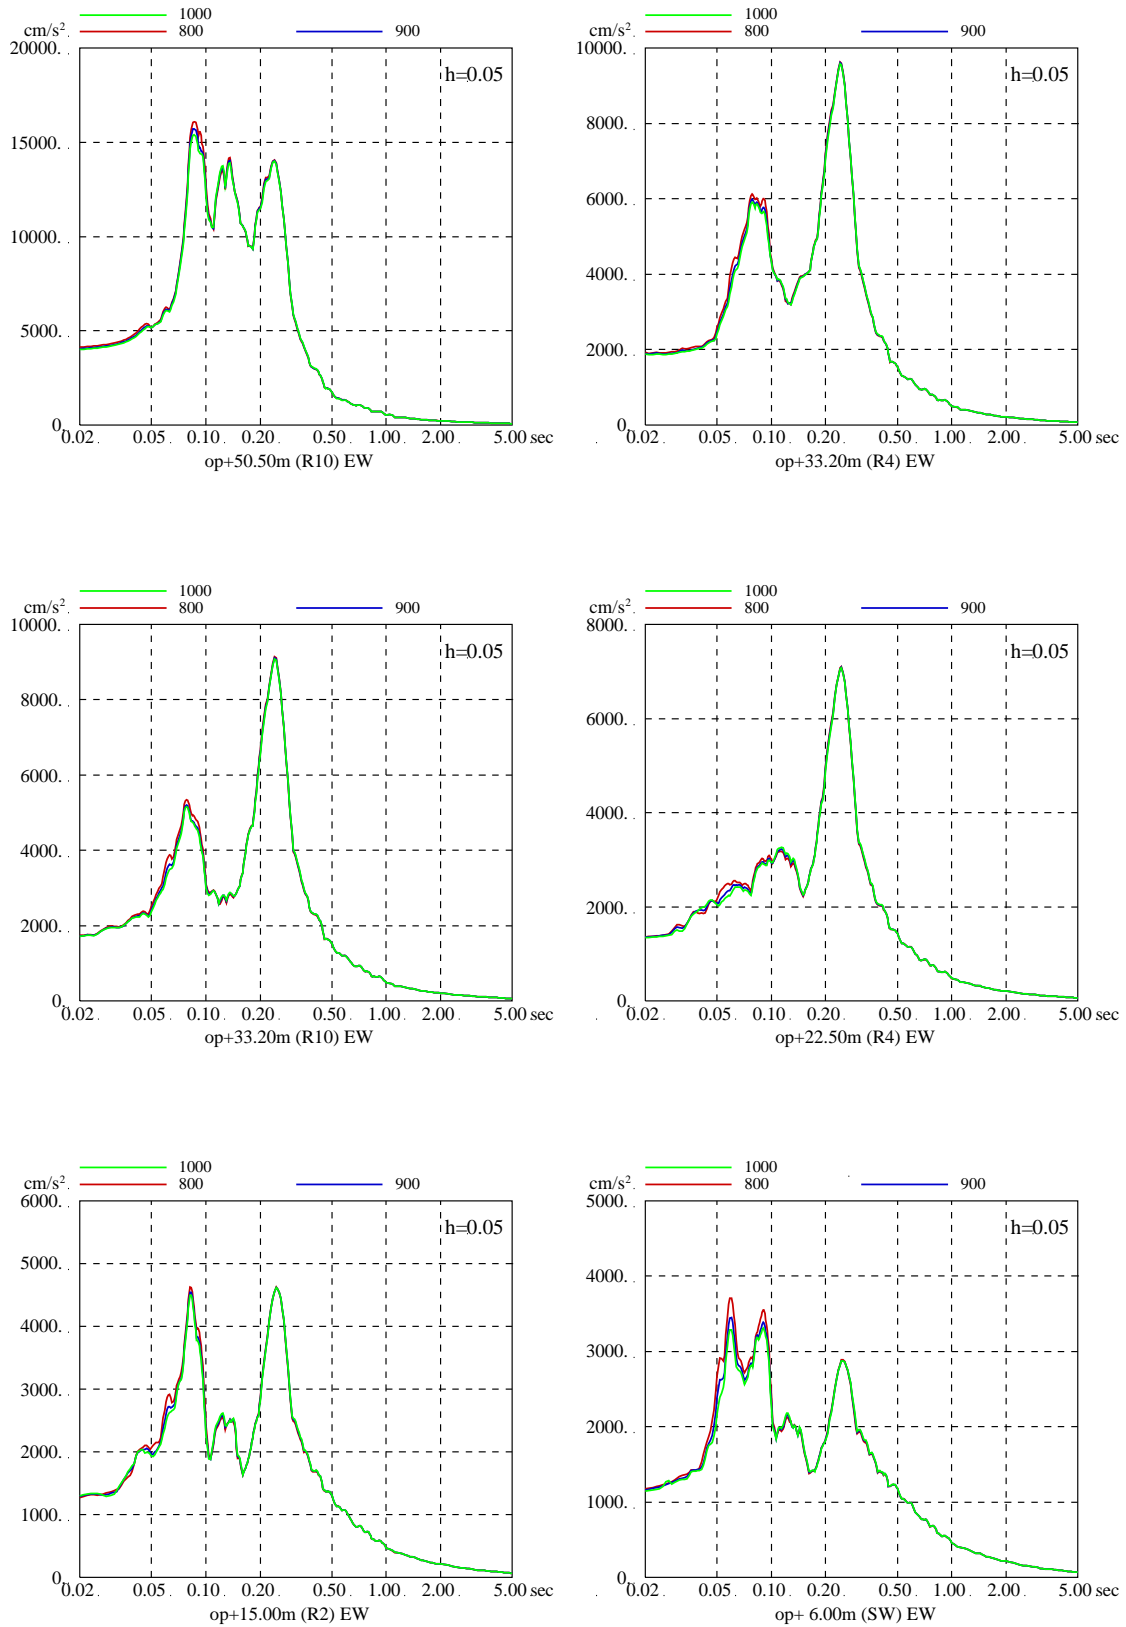 1000
cm/s². 800 900
20000.
h=0.05
15000.
10000.
5000.
0.
0.02 0.05 0.10 0.20 0.50 1.00 2.00 5.00 sec
op+50.50m (R10) EW
1000
cm/s². 800 900
10000.
h=0.05
8000.
6000.
4000.
2000.
0.
0.02 0.05 0.10 0.20 0.50 1.00 2.00 5.00 sec
op+33.20m (R4) EW
1000
cm/s². 800 900
10000.
h=0.05
8000.
6000.
4000.
2000.
0.
0.02 0.05 0.10 0.20 0.50 1.00 2.00 5.00 sec
op+33.20m (R10) EW
1000
cm/s². 800 900
8000.
h=0.05
6000.
4000.
2000.
0.
0.02 0.05 0.10 0.20 0.50 1.00 2.00 5.00 sec
op+22.50m (R4) EW
1000
cm/s². 800 900
6000.
h=0.05
5000.
4000.
3000.
2000.
1000.
0.
0.02 0.05 0.10 0.20 0.50 1.00 2.00 5.00 sec
op+15.00m (R2) EW
1000
cm/s². 800 900
5000.
h=0.05
4000.
3000.
2000.
1000.
0.
0.02 0.05 0.10 0.20 0.50 1.00 2.00 5.00 sec
op+ 6.00m (SW) EW